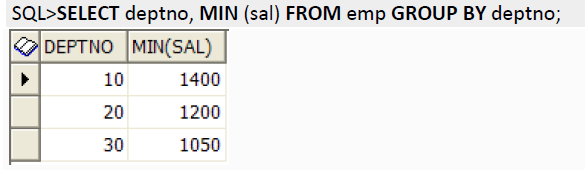 SQL>SELECT deptno, MIN (sal) FROM emp GROUP BY deptno;
DEPTNO MIN(SAL)
10 1400
20 1200
30 1050